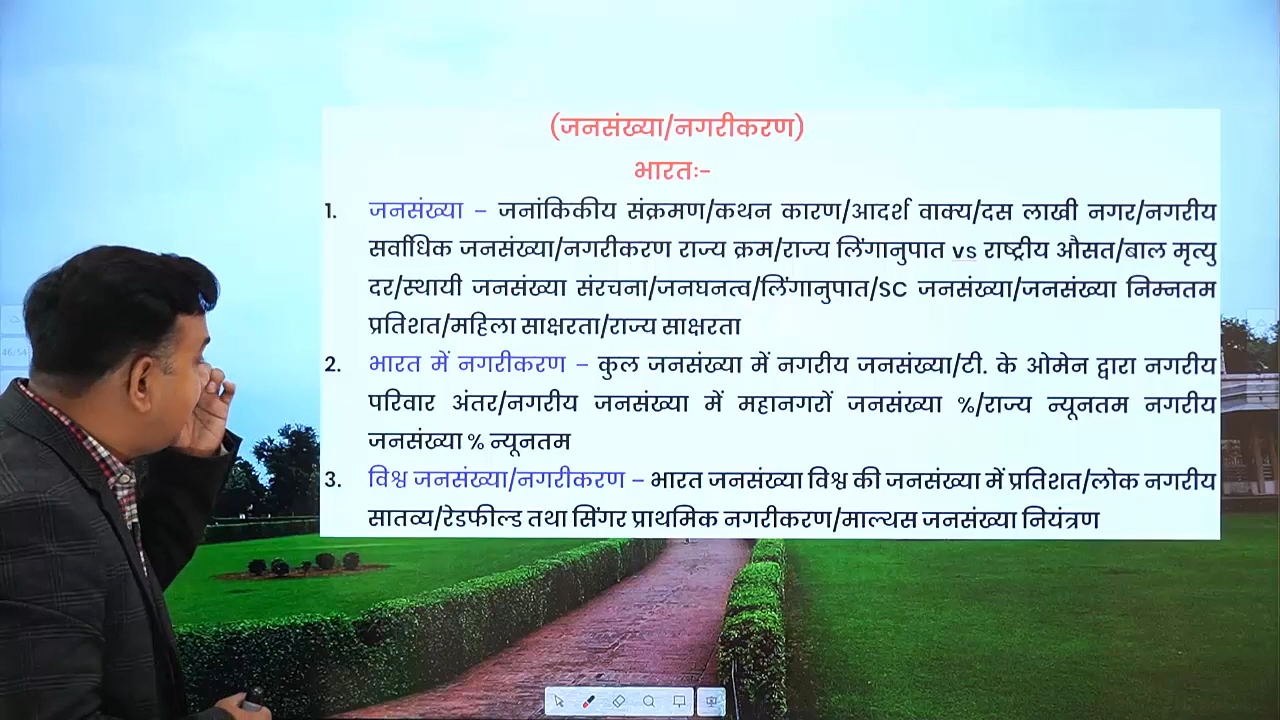 (जनसंख्या/नगरीकरण)
भारतः-
1. जनसंख्या – जनांकिकीय संक्रमण/कथन कारण/आदर्श वाक्य/दस लाखी नगर/नगरीय
सर्वाधिक जनसंख्या/नगरीकरण राज्य क्रम/राज्य लिंगानुपात vs राष्ट्रीय औसत/बाल मृत्यु
दर/स्थायी जनसंख्या संरचना/जनघनत्व/लिंगानुपात/SC जनसंख्या/जनसंख्या निम्नतम
प्रतिशत/महिला साक्षरता/राज्य साक्षरता
2. भारत में नगरीकरण – कुल जनसंख्या में नगरीय जनसंख्या/टी. के ओमेन द्वारा नगरीय
परिवार अंतर/नगरीय जनसंख्या में महानगरों जनसंख्या %/राज्य न्यूनतम नगरीय
जनसंख्या % न्यूनतम
3. विश्व जनसंख्या/नगरीकरण – भारत जनसंख्या विश्व की जनसंख्या में प्रतिशत/लोक नगरीय
सातव्य/रेडफील्ड तथा सिंगर प्राथमिक नगरीकरण/माल्थस जनसंख्या नियंत्रण
46/54